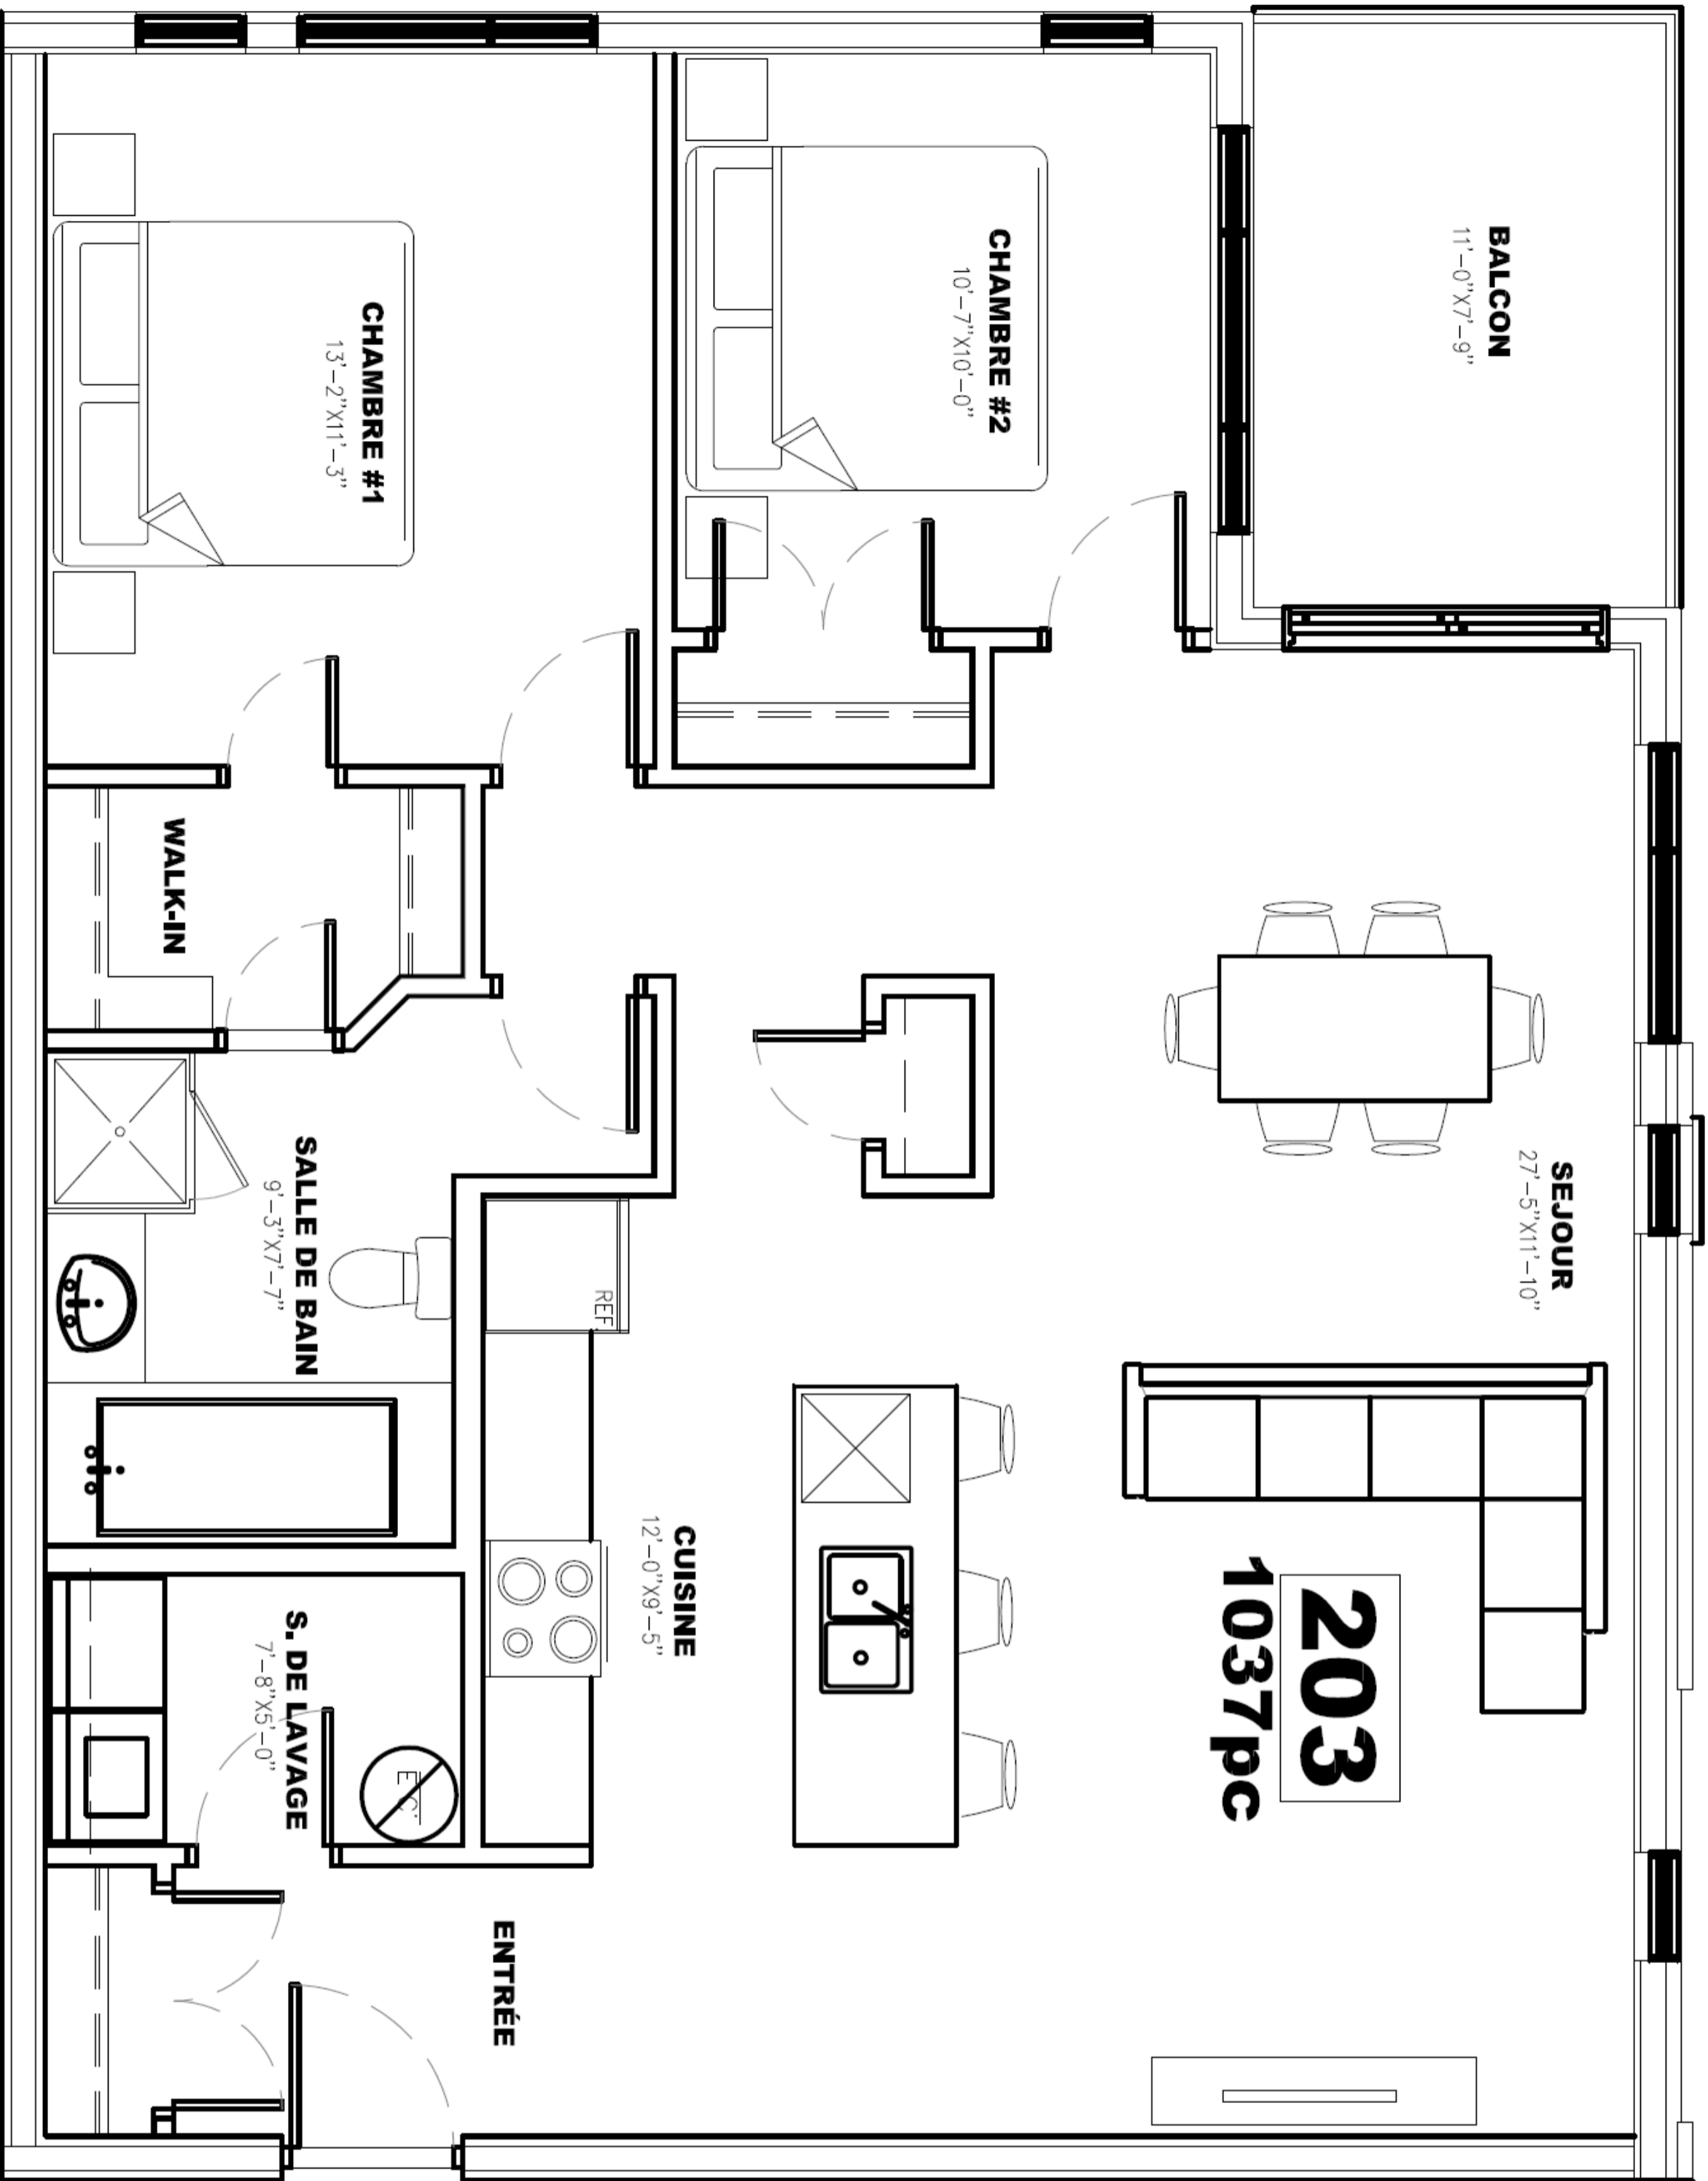 BALCON
11'-0"X7'-9"
CHAMBRE #2
10'-7"X10'-0"
CHAMBRE #1
13'-2"X11'-3"
WALK-IN
SEJOUR
27'-5"X11'-10"
SALLE DE BAIN
9'-3"X7'-7"
REF.
CUISINE
12'-0"X9'-5"
203
1037pc
S. DE LAVAGE
7'-8"X5'-0"
E.C.
ENTRÉE